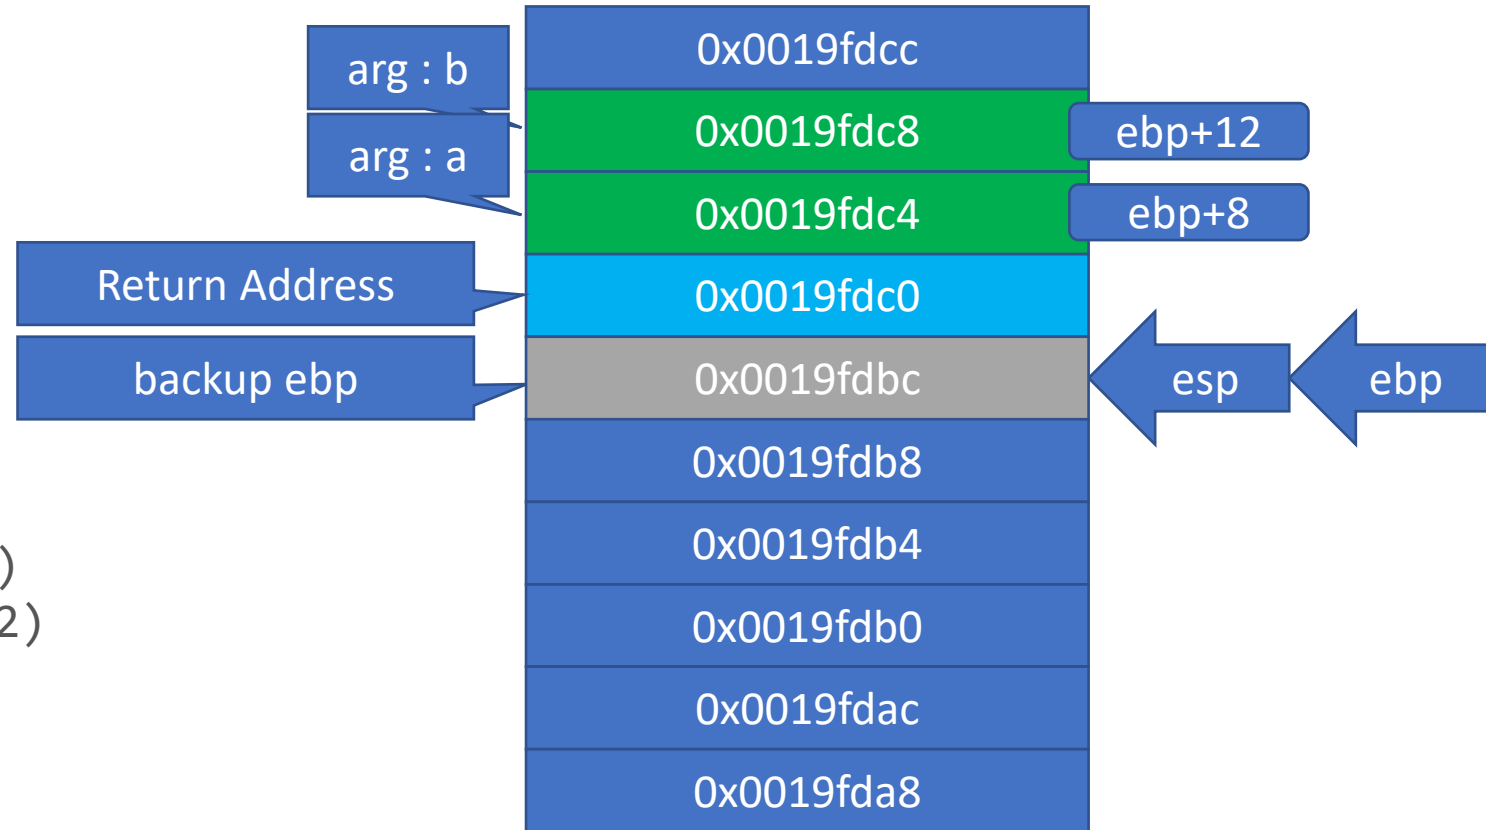 0x0019fdcc
arg : b
0x0019fdc8
ebp+12
arg : a
0x0019fdc4
ebp+8
Return Address
0x0019fdc0
backup ebp
0x0019fdbc
esp
ebp
0x0019fdb8
0x0019fdb4
)
2)
0x0019fdb0
0x0019fdac
0x0019fda8